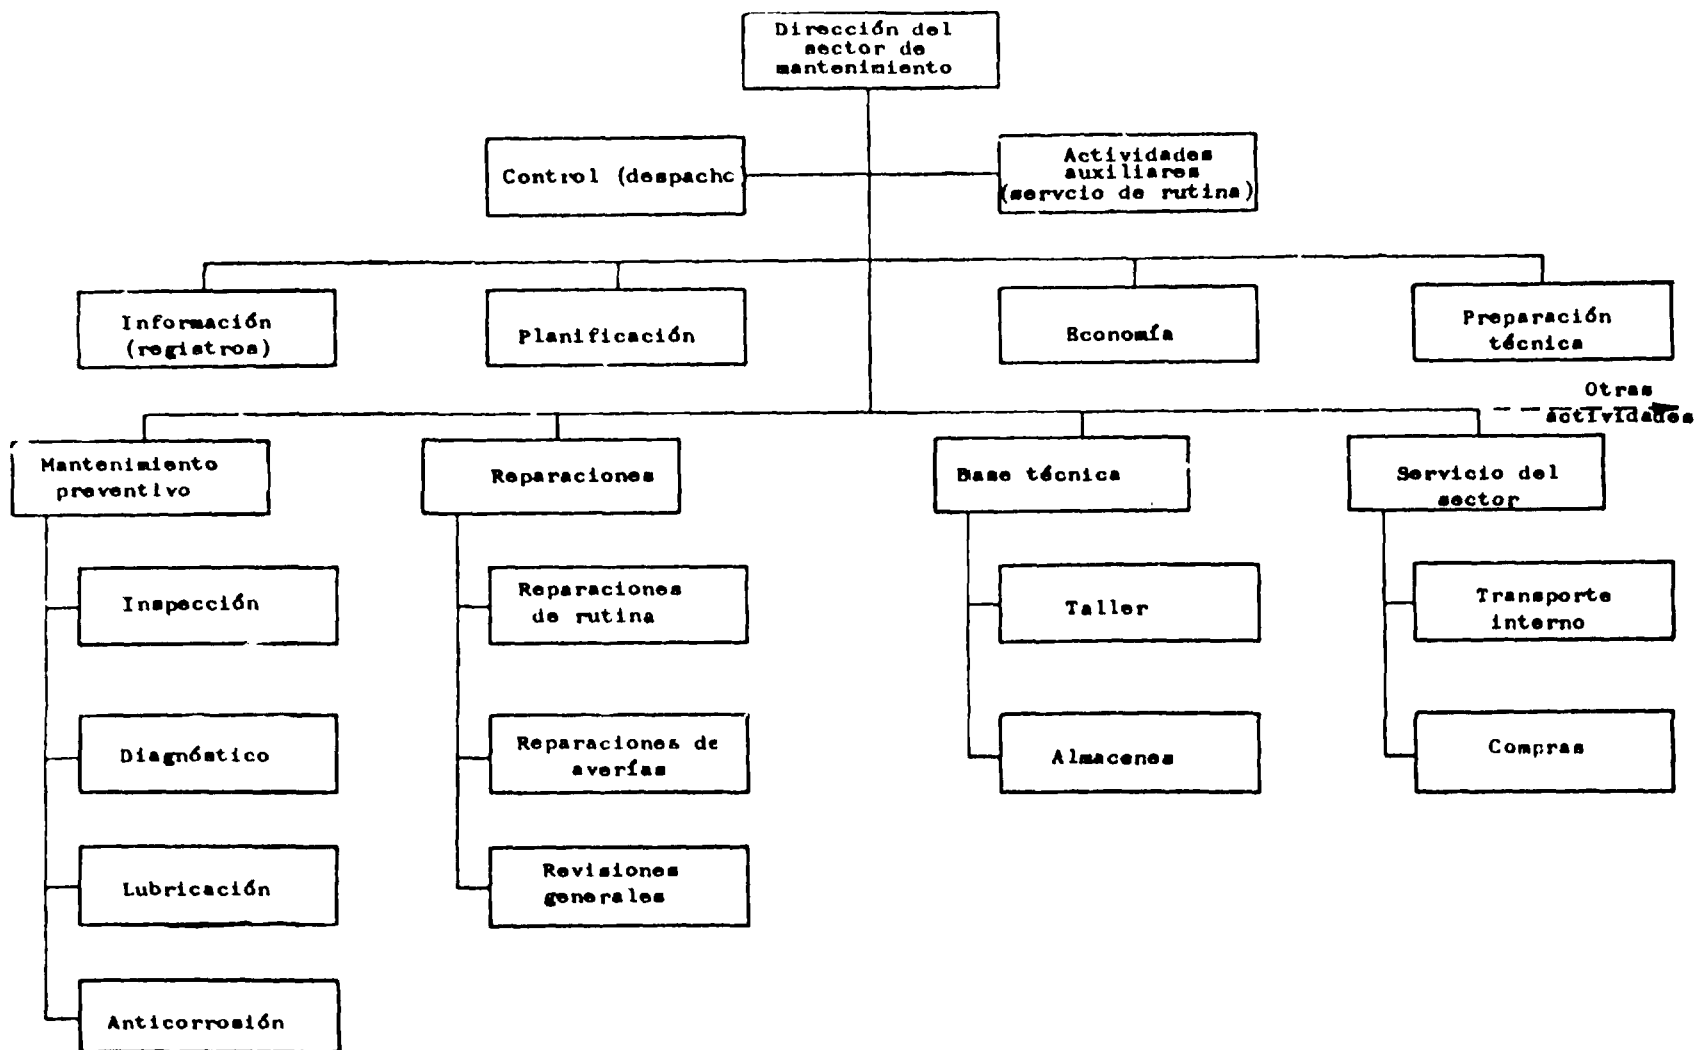 Dirección del
sector de
mantenimiento
Control (despacho
Actividades
auxiliares
(servcio de rutina)
Información
(registros)
Planificación
Economía
Preparación
técnica
Otras
actividades
Mantenimiento
preventivo
Reparaciones
Base técnica
Servicio del
sector
Inspección
Reparaciones
de rutina
Taller
Transporte
interno
Diagnóstico
Reparaciones de
averías
Almacenes
Compras
Lubricación
Revisiones
generales
Anticorrosión